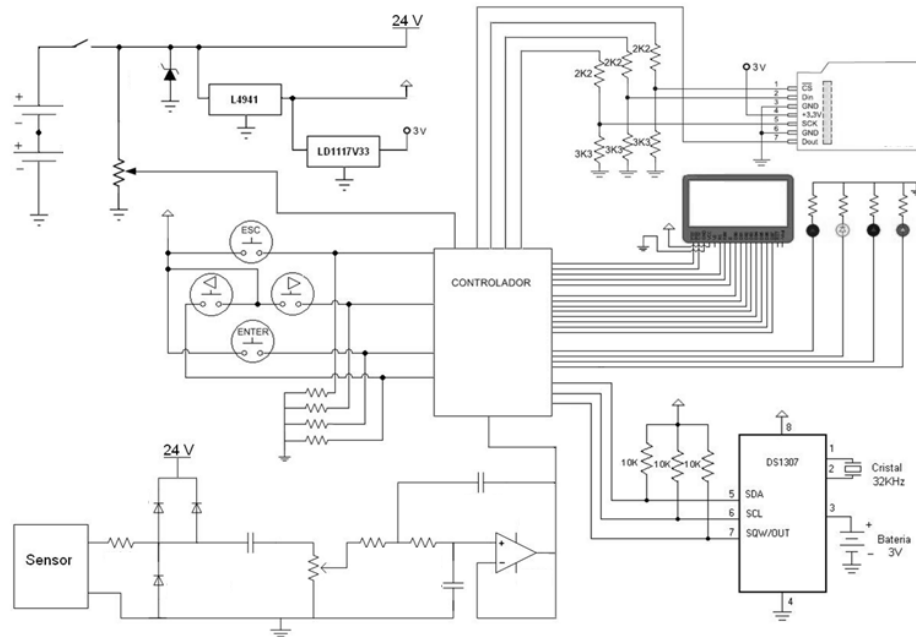 24 V
+
-
+
-
L4941
LD1117V33
3V
2K2
2K2
2K2
3K3
3K3
3K3
3V
1 CS
2 Din
3 GND
4 +3,3V
5 SCK
6 GND
7 Dout
ESC
ENTER
CONTROLADOR
24 V
Sensor
+
-
10K
10K
10K
8
DS1307
5 SDA
6 SCL
7 SQW/OUT
1
2
3
4
Cristal
32KHz
+
Bateria
-
3V